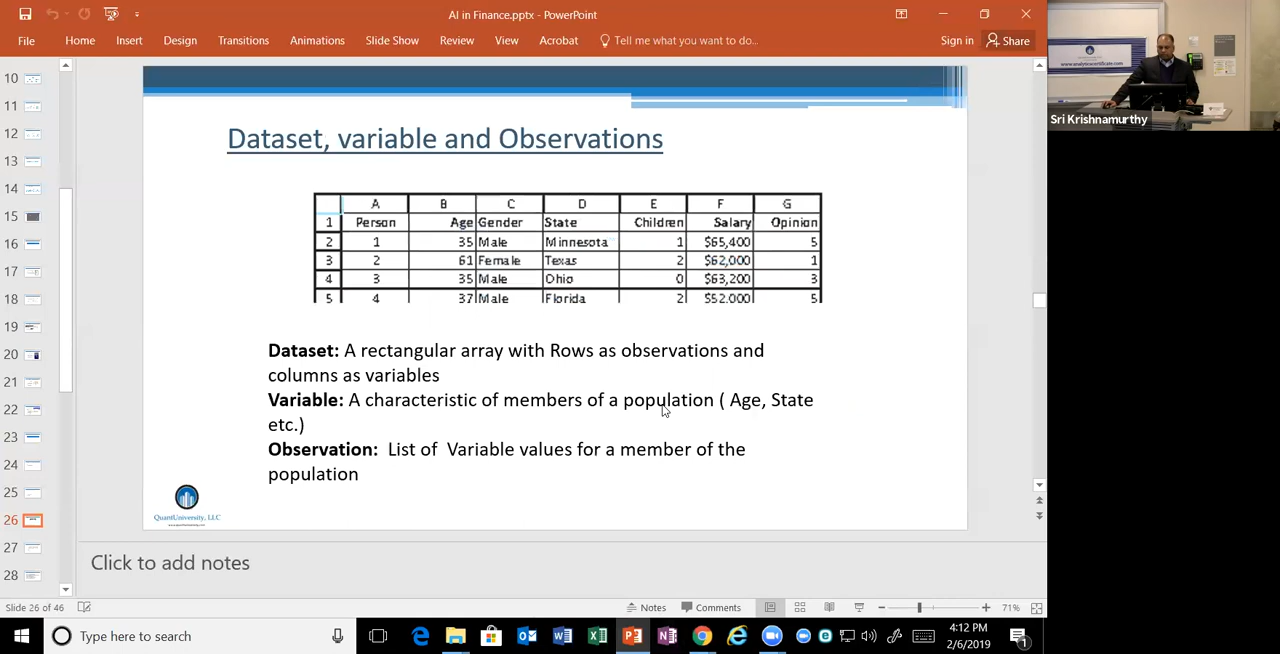 AI in Finance.pptx - PowerPoint
File Home Insert Design Transitions Animations Slide Show Review View Acrobat Tell me what you want to do... Sign in Share
10
11
12
13
14
15
16
17
18
19
20
21
22
23
24
25
26
27
28
Dataset, variable and Observations
A B C D E F G
1 Person Age Gender State Children Salary Opinion
2 1 35 Male Minnesota 1 $65,400 5
3 2 61 Female Texas 2 $62,000 1
4 3 35 Male Ohio 0 $63,200 3
5 4 37 Male Florida 2 $52,000 5
Dataset: A rectangular array with Rows as observations and
columns as variables
Variable: A characteristic of members of a population ( Age, State
etc.)
Observation: List of Variable values for a member of the
population
QuantUniversity, LLC
Click to add notes
Slide 26 of 46
Notes Comments 71%
Type here to search
4:12 PM
2/6/2019
1
www.analyticscertificate.com
Sri Krishnamurthy